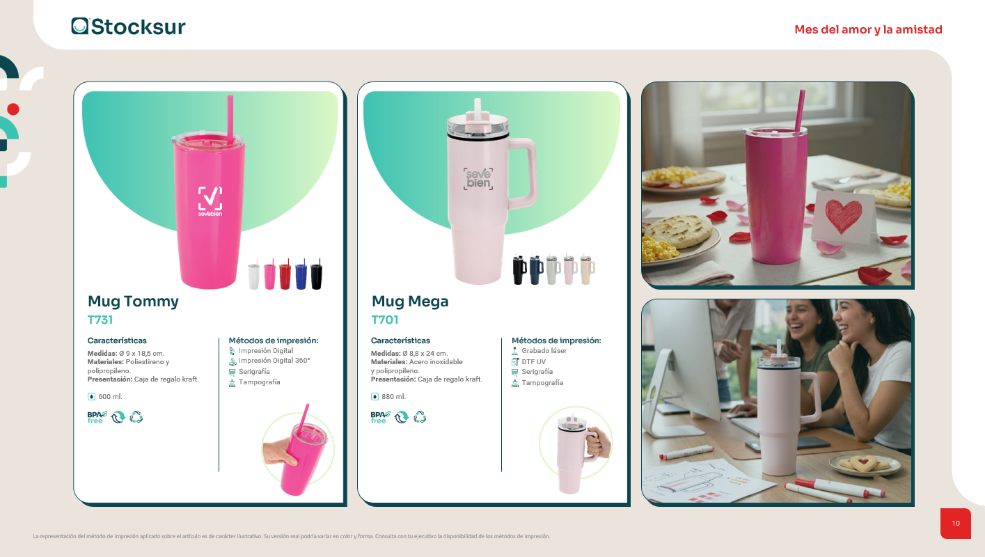 Stocksur
Mes del amor y la amistad
sevebien
seve
bien
Mug Tommy
T731
Características
Medidas: Ø 9 x 18,6 cm.
Materiales: Poliestireno y
polipropileno.
Presentación: Caja de regalo kraft.
600 ml.
BPA
free
Métodos de impresión:
Impresión Digital
Impresión Digital 360°
Serigrafía
Tampografía
Mug Mega
T701
Características
Medidas: Ø 8,8 x 24 cm.
Materiales: Acero inoxidable
y polipropileno.
Presentación: Caja de regalo kraft.
880 ml.
BPA
free
Métodos de impresión:
Grabado láser
DTF UV
Serigrafía
Tampografía
10
La representación del método de impresión aplicado sobre el artículo es de carácter ilustrativo. Su versión real podría variar en color y forma. Consulta con tu ejecutivo la disponibilidad de los métodos de impresión.